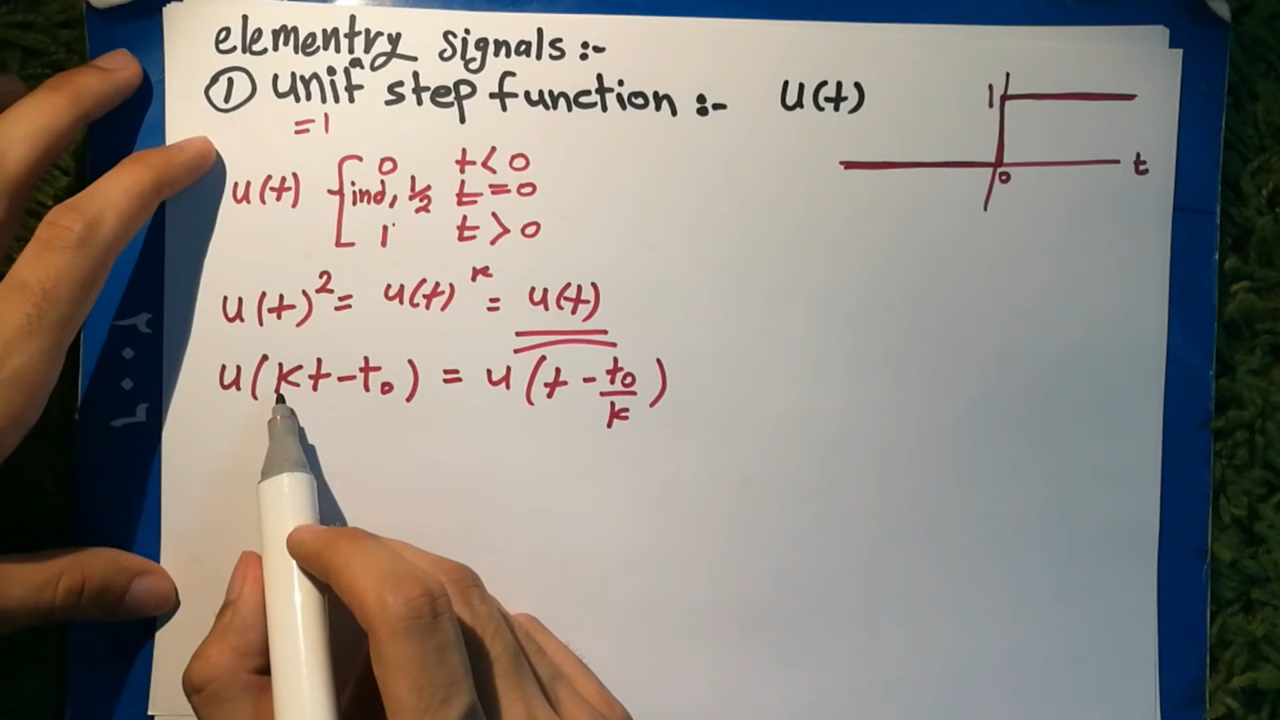 elementry signals :-
a
① unit step function :- u(t)
= 1
1
0
t
u(t) { 0 t < 0
ind, 1/2 t = 0
1 t > 0
u(t)² = u(t)ᵏ = u(t)
u(kt - t₀) = u(t - t₀/k)
٢٠٠٦